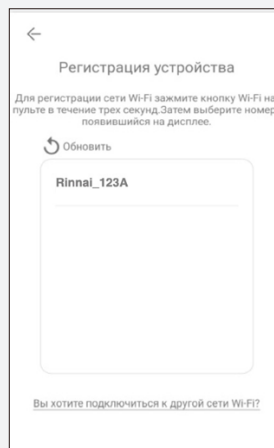 Регистрация устройства
Для регистрации сети Wi-Fi зажмите кнопку Wi-Fi на
пульте в течение трех секунд.Затем выберите номер
появившийся на дисплее.
Обновить
Rinnai_123A
Вы хотите подключиться к другой сети Wi-Fi?